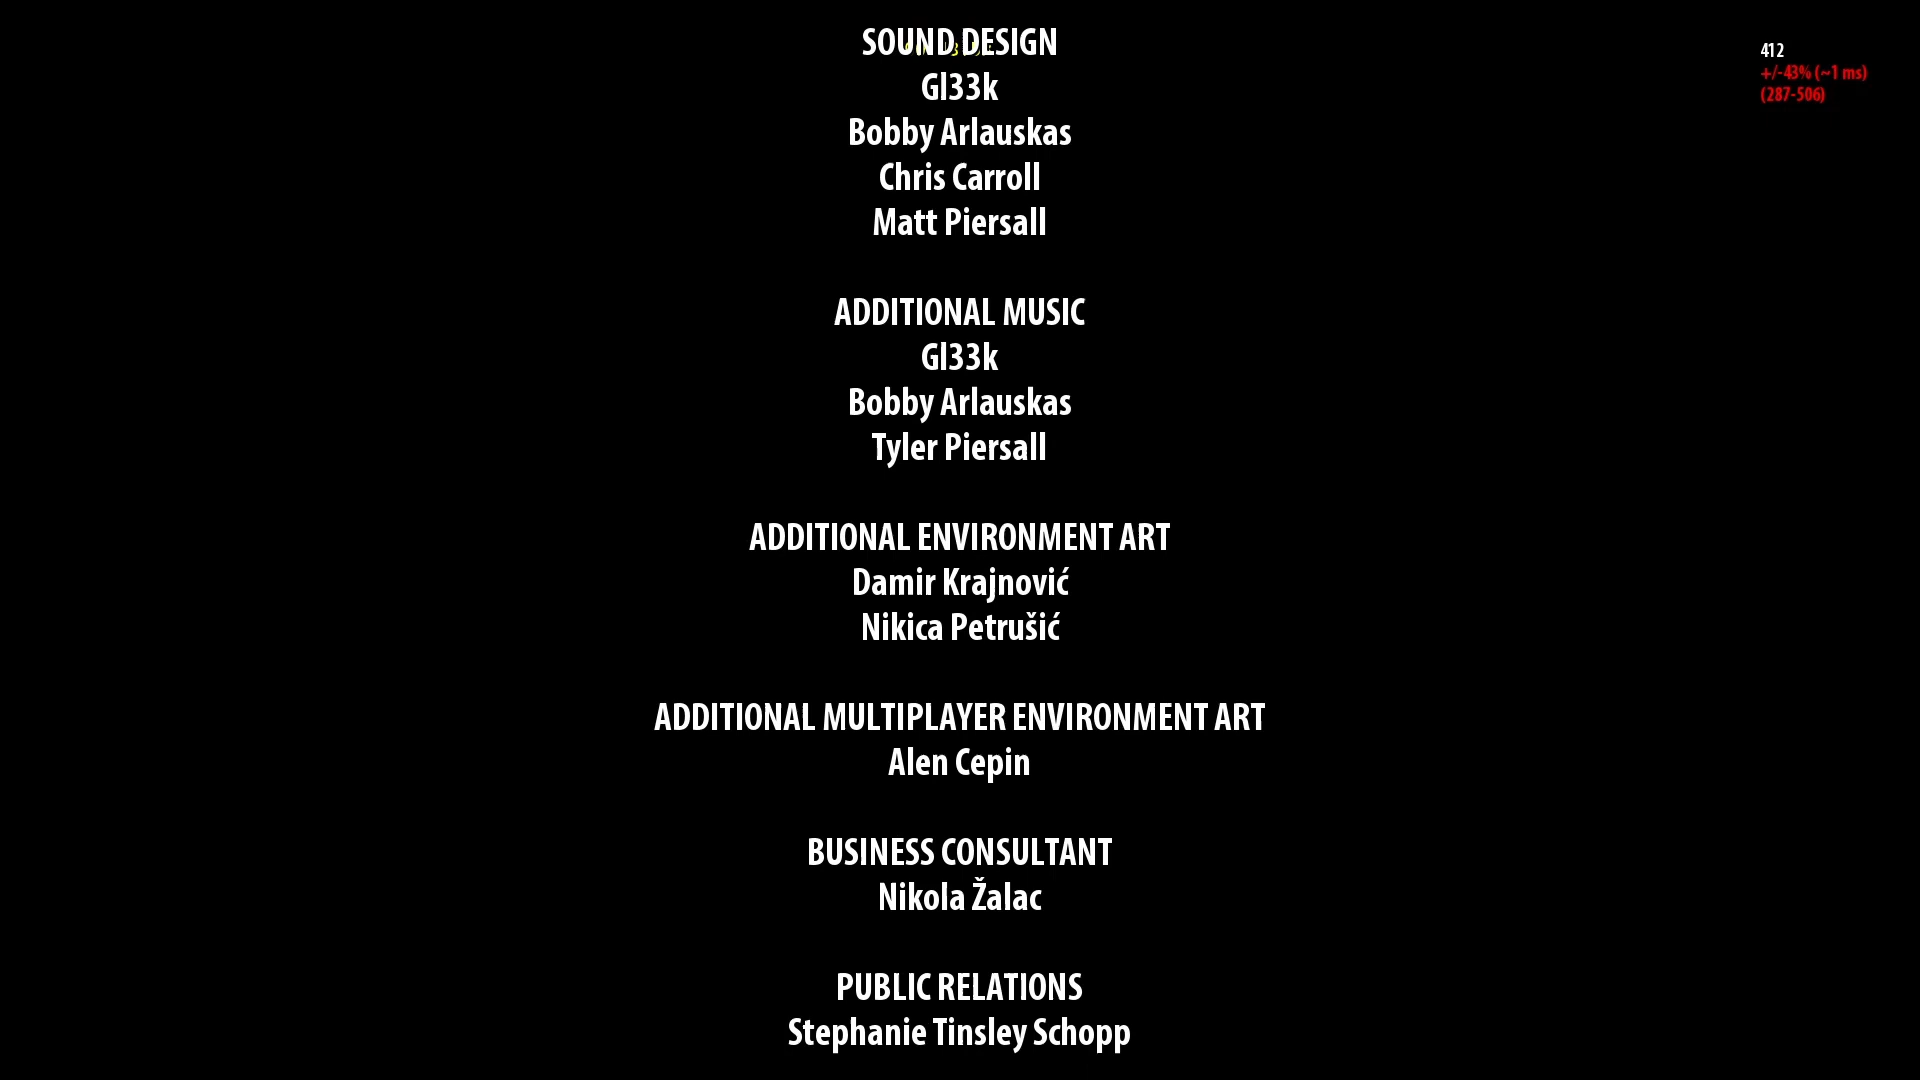 SOUND DESIGN
Gl33k
Bobby Arlauskas
Chris Carroll
Matt Piersall
ADDITIONAL MUSIC
Gl33k
Bobby Arlauskas
Tyler Piersall
ADDITIONAL ENVIRONMENT ART
Damir Krajnović
Nikica Petrušić
ADDITIONAL MULTIPLAYER ENVIRONMENT ART
Alen Cepin
BUSINESS CONSULTANT
Nikola Žalac
PUBLIC RELATIONS
Stephanie Tinsley Schopp
412
+/-43% (~1 ms)
(287-506)